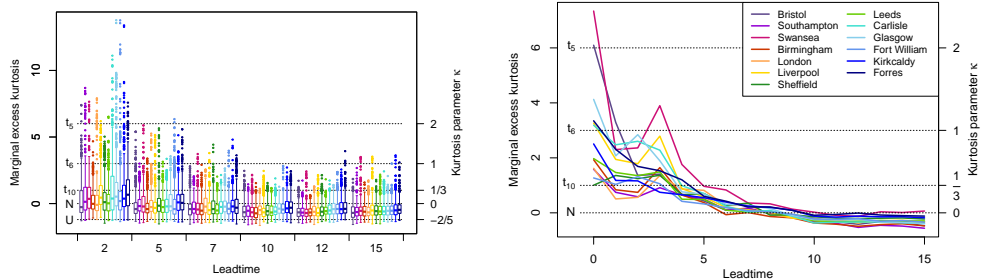 Marginal excess kurtosis
10
5
0
t5
t6
t10
N
U
2
1
1/3
0
−2/5
Kurtosis parameter κ
2 5 7 10 12 15
Leadtime
Marginal excess kurtosis
6
4
2
0
t5
t6
t10
N
Bristol
Southampton
Swansea
Birmingham
London
Liverpool
Sheffield
Leeds
Carlisle
Glasgow
Fort William
Kirkcaldy
Forres
2
1
1
3
0
Kurtosis parameter κ
0 5 10 15
Leadtime